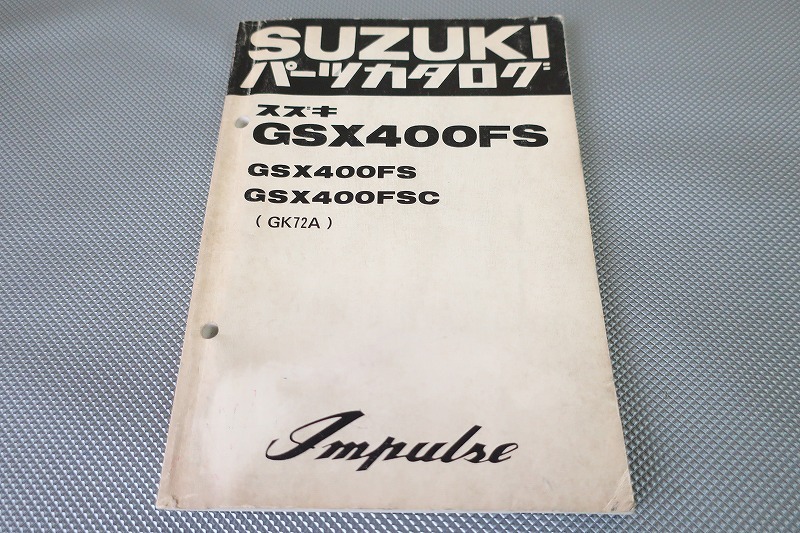 SUZUKI
パーツカタログ
スズキ
GSX400FS
GSX400FS
GSX400FSC
( GK72A )
Impulse